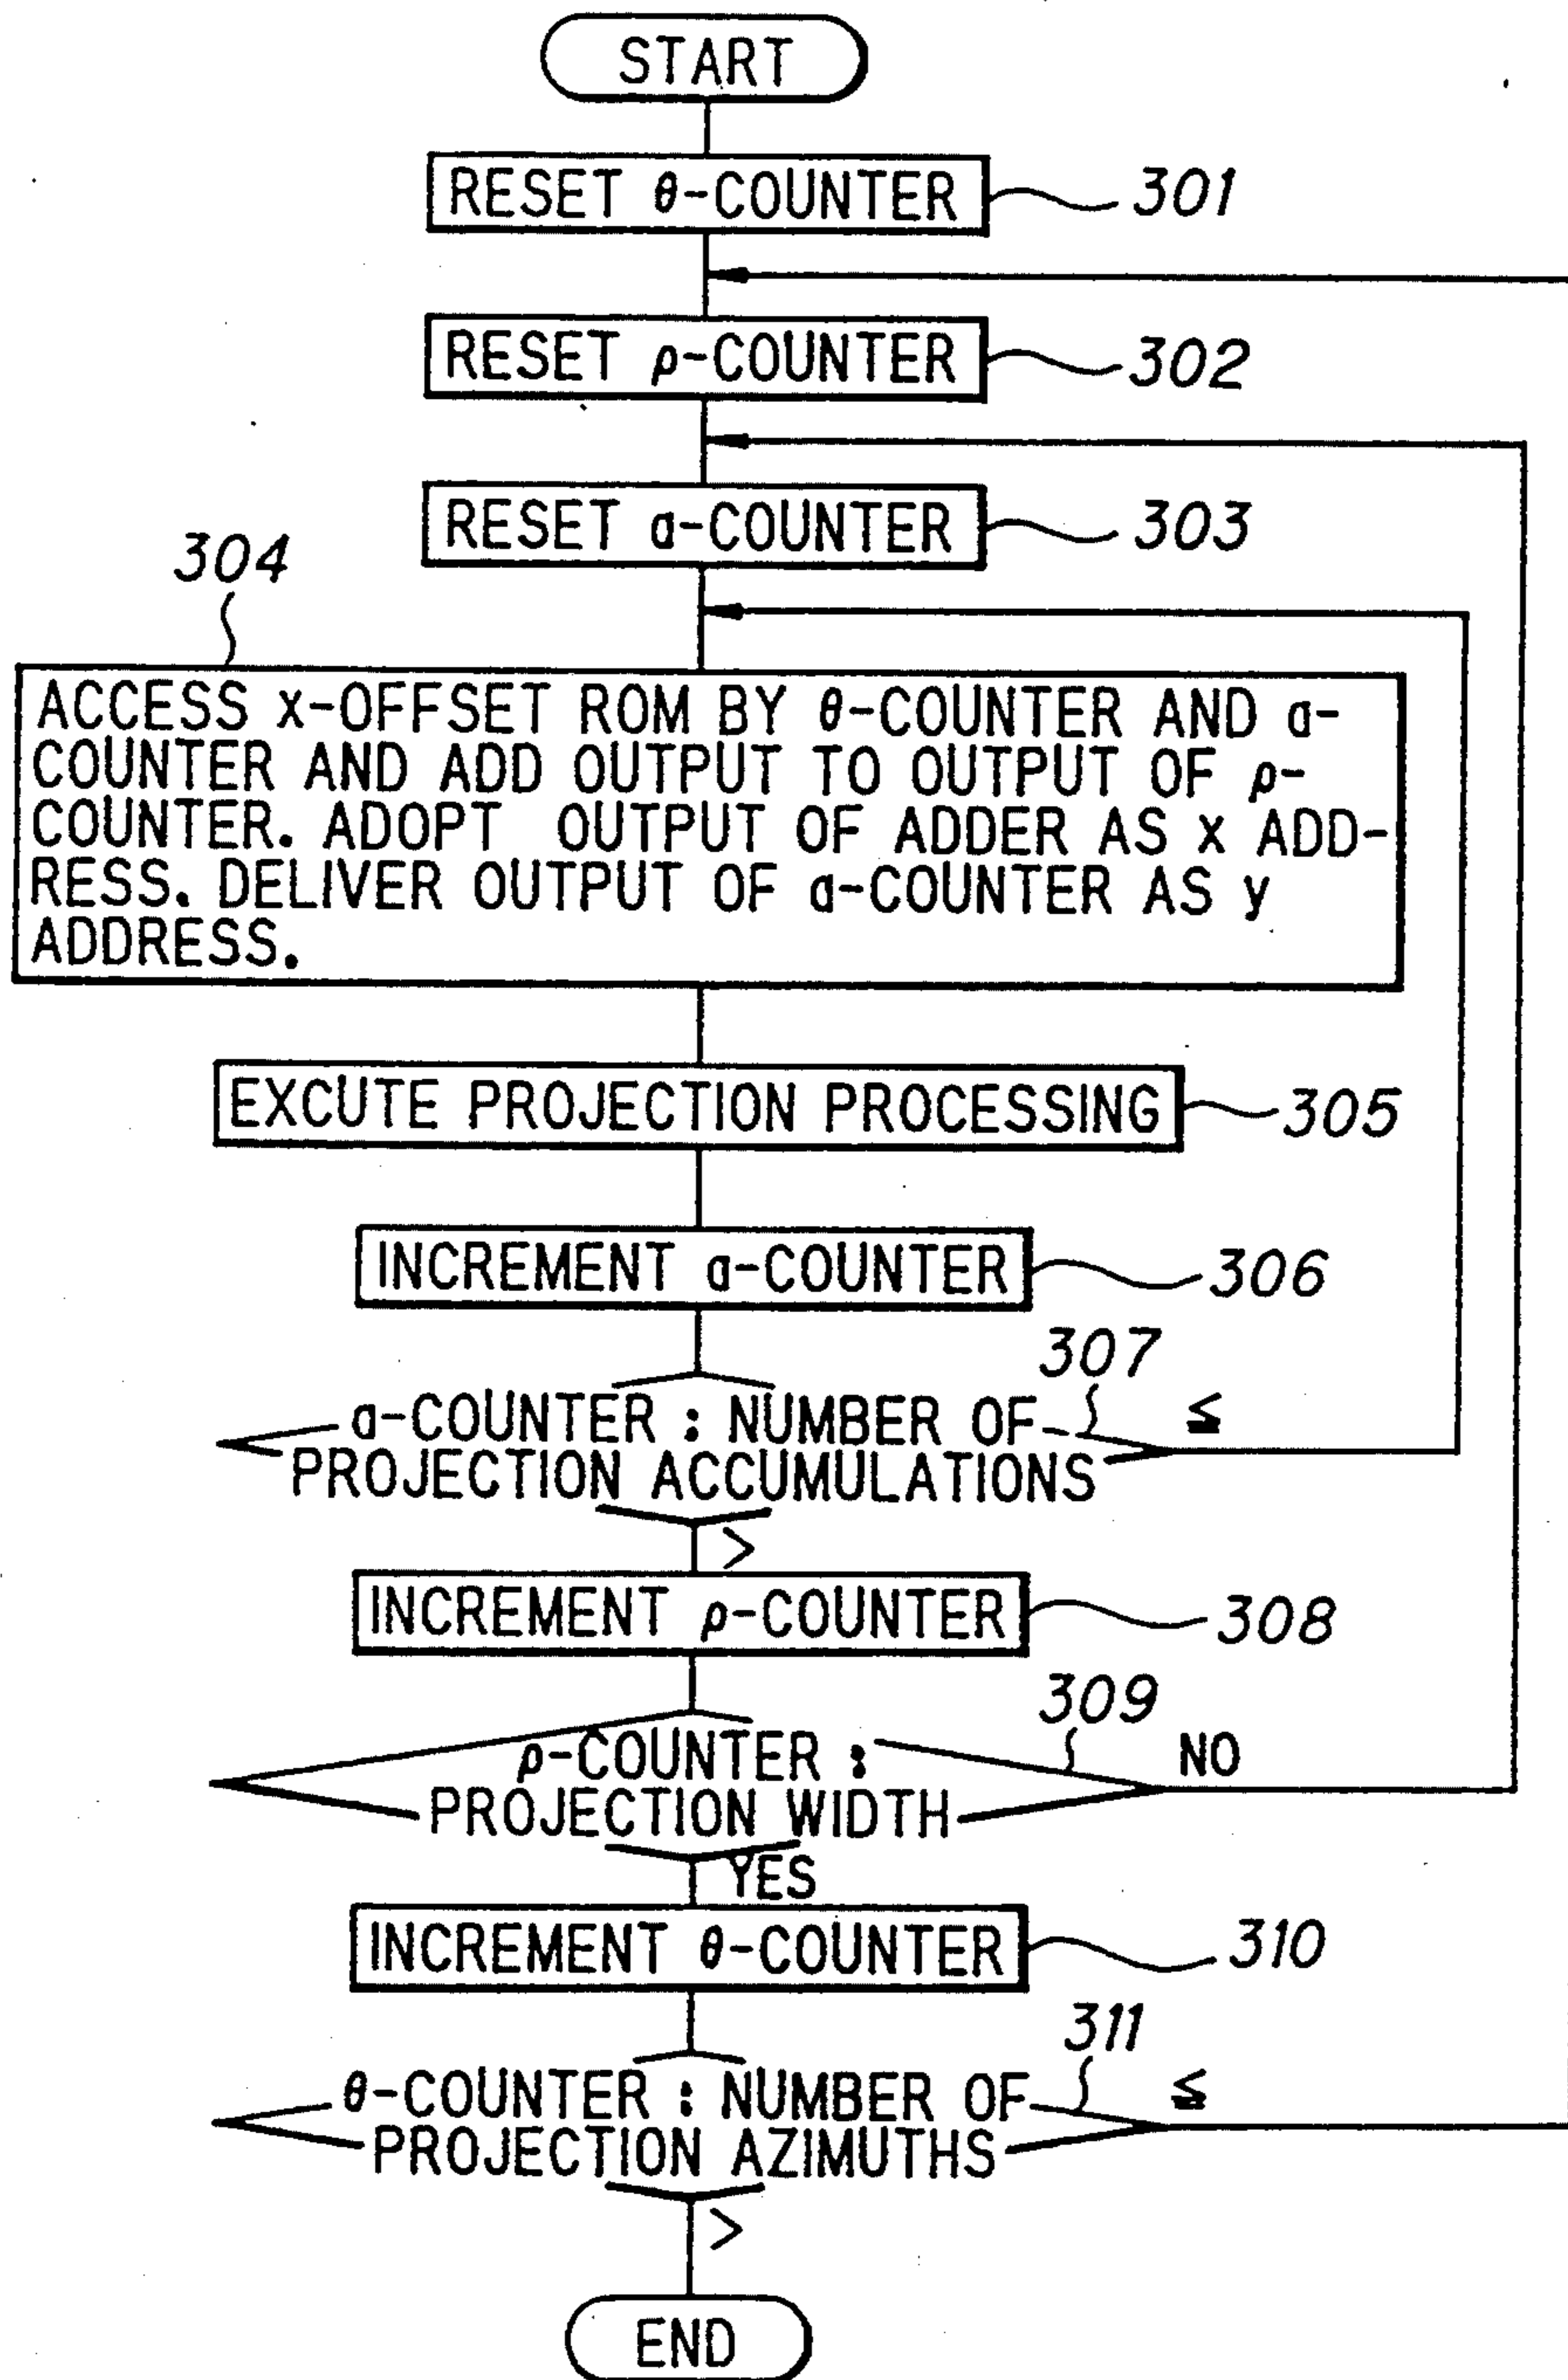 START
RESET θ-COUNTER
301
RESET ρ-COUNTER
302
RESET a-COUNTER
303
304
ACCESS x-OFFSET ROM BY θ-COUNTER AND a-
COUNTER AND ADD OUTPUT TO OUTPUT OF ρ-
COUNTER. ADOPT OUTPUT OF ADDER AS x ADD-
RESS. DELIVER OUTPUT OF a-COUNTER AS y
ADDRESS.
EXCUTE PROJECTION PROCESSING
305
INCREMENT a-COUNTER
306
307
a-COUNTER : NUMBER OF
PROJECTION ACCUMULATIONS
≦
>
INCREMENT ρ-COUNTER
308
309
ρ-COUNTER :
PROJECTION WIDTH
NO
YES
INCREMENT θ-COUNTER
310
311
θ-COUNTER : NUMBER OF
PROJECTION AZIMUTHS
≦
>
END